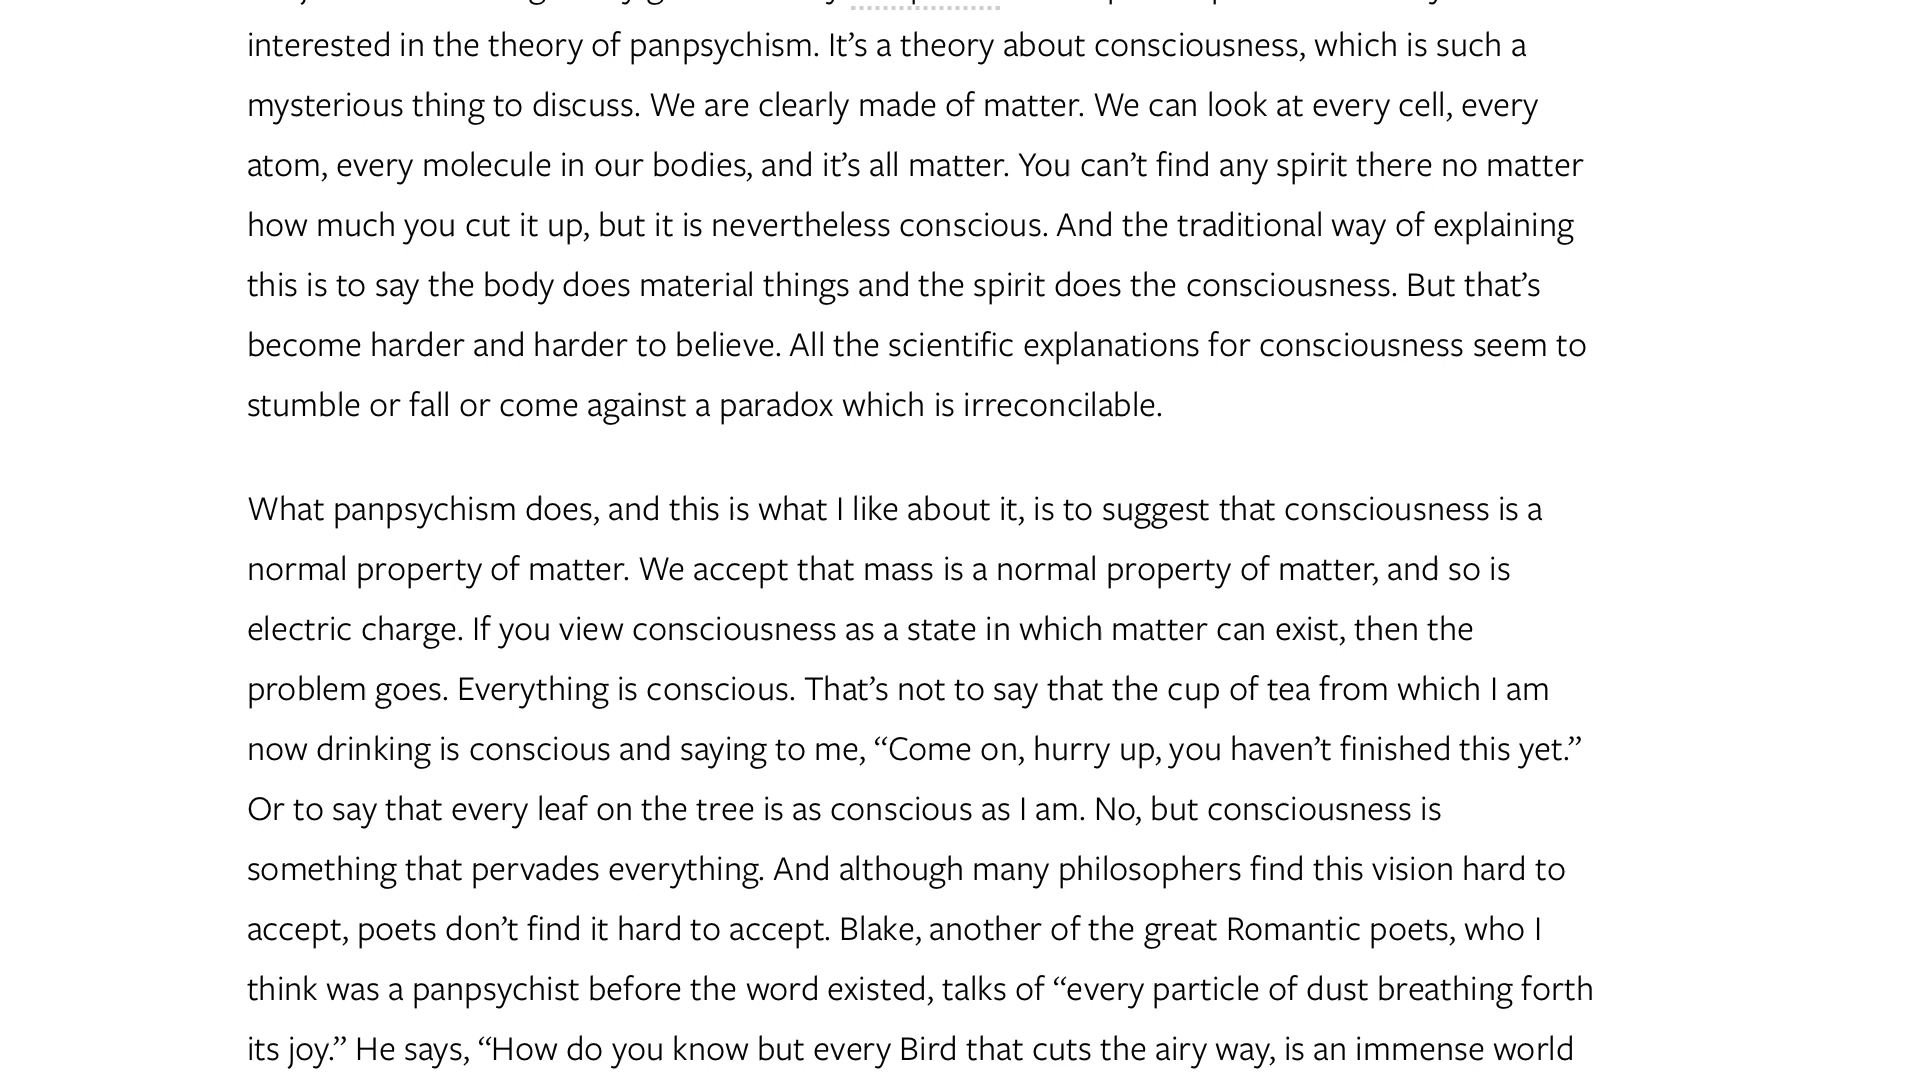 interested in the theory of panpsychism. It’s a theory about consciousness, which is such a
mysterious thing to discuss. We are clearly made of matter. We can look at every cell, every
atom, every molecule in our bodies, and it’s all matter. You can’t find any spirit there no matter
how much you cut it up, but it is nevertheless conscious. And the traditional way of explaining
this is to say the body does material things and the spirit does the consciousness. But that’s
become harder and harder to believe. All the scientific explanations for consciousness seem to
stumble or fall or come against a paradox which is irreconcilable.
What panpsychism does, and this is what I like about it, is to suggest that consciousness is a
normal property of matter. We accept that mass is a normal property of matter, and so is
electric charge. If you view consciousness as a state in which matter can exist, then the
problem goes. Everything is conscious. That’s not to say that the cup of tea from which I am
now drinking is conscious and saying to me, “Come on, hurry up, you haven’t finished this yet.”
Or to say that every leaf on the tree is as conscious as I am. No, but consciousness is
something that pervades everything. And although many philosophers find this vision hard to
accept, poets don’t find it hard to accept. Blake, another of the great Romantic poets, who I
think was a panpsychist before the word existed, talks of “every particle of dust breathing forth
its joy.” He says, “How do you know but every Bird that cuts the airy way, is an immense world